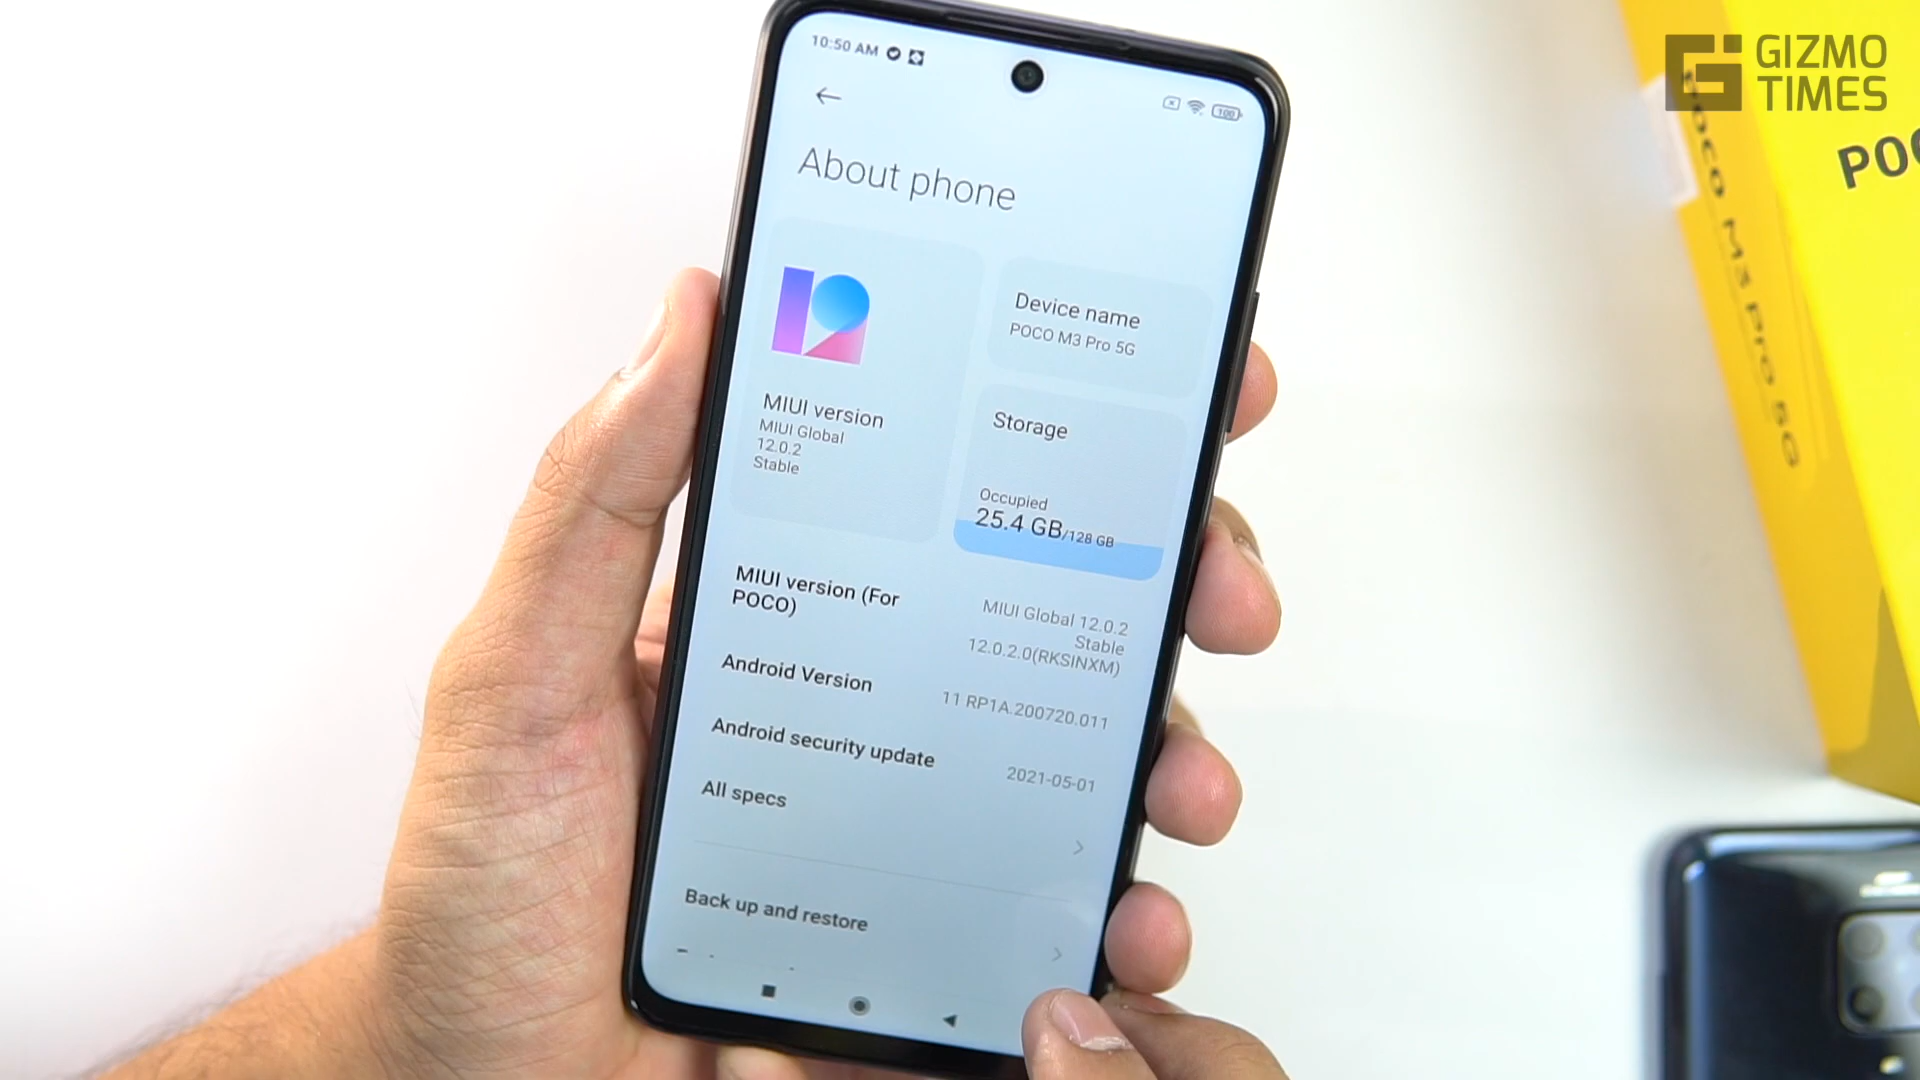 GIZMO
TIMES
10:50 AM
100
About phone
Device name
POCO M3 Pro 5G
MIUI version
MIUI Global
12.0.2
Stable
Storage
Occupied
25.4 GB/128 GB
MIUI version (For
POCO)
MIUI Global 12.0.2
Stable
12.0.2.0(RKSINXM)
Android Version
11 RP1A.200720.011
Android security update
2021-05-01
All specs
Back up and restore
POCO M3 Pro 5G